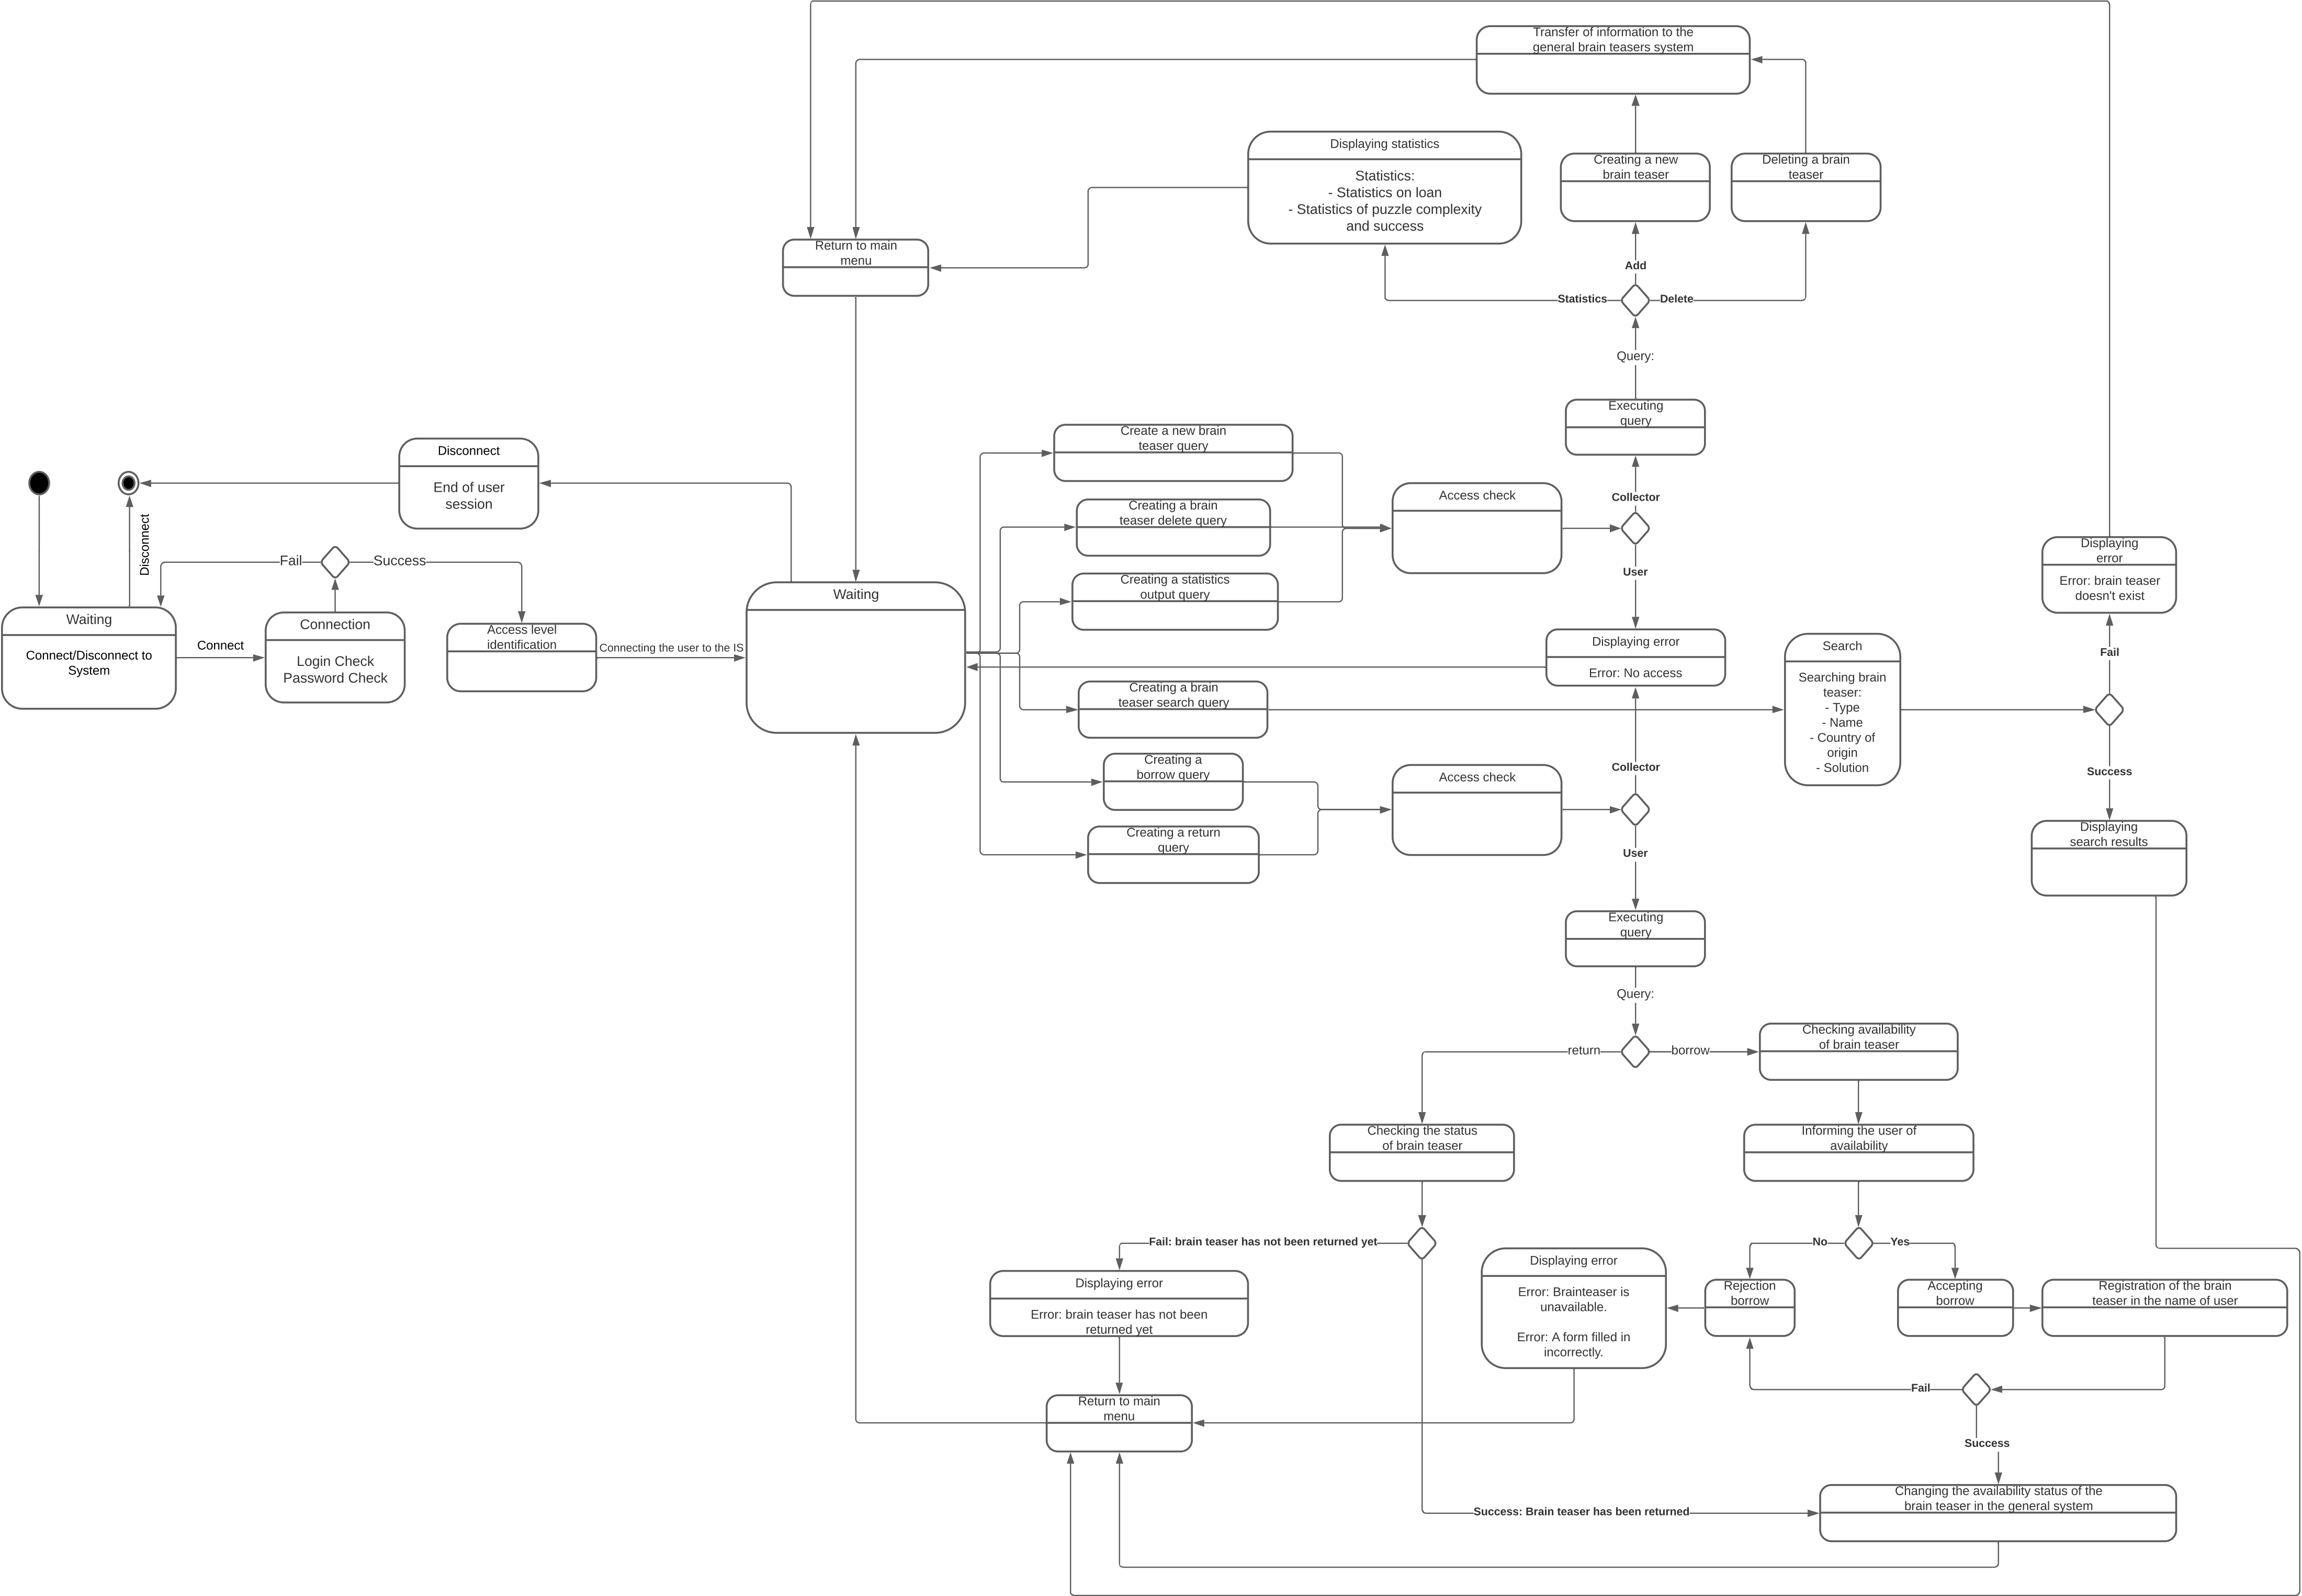 Transfer of information to the
general brain teasers system
Displaying statistics
Statistics:
- Statistics on loan
- Statistics of puzzle complexity
and success
Creating a new
brain teaser
Deleting a brain
teaser
Return to main
menu
Add
Statistics
Delete
Query:
Executing
query
Create a new brain
teaser query
Disconnect
End of user
session
Creating a brain
teaser delete query
Access check
Collector
Disconnect
Fail
Success
User
Displaying
error
Error: brain teaser
doesn't exist
Creating a statistics
output query
Waiting
Waiting
Connect/Disconnect to
System
Connect
Connection
Login Check
Password Check
Access level
identification
Connecting the user to the IS
Displaying error
Error: No access
Search
Searching brain
teaser:
- Type
- Name
- Country of
origin
- Solution
Fail
Creating a brain
teaser search query
Creating a
borrow query
Access check
Collector
Success
Creating a return
query
User
Displaying
search results
Executing
query
Query:
return
borrow
Checking availability
of brain teaser
Checking the status
of brain teaser
Informing the user of
availability
Fail: brain teaser has not been returned yet
No
Yes
Displaying error
Error: brain teaser has not been
returned yet
Displaying error
Error: Brainteaser is
unavailable.
Error: A form filled in
incorrectly.
Rejection
borrow
Accepting
borrow
Registration of the brain
teaser in the name of user
Return to main
menu
Fail
Success
Success: Brain teaser has been returned
Changing the availability status of the
brain teaser in the general system